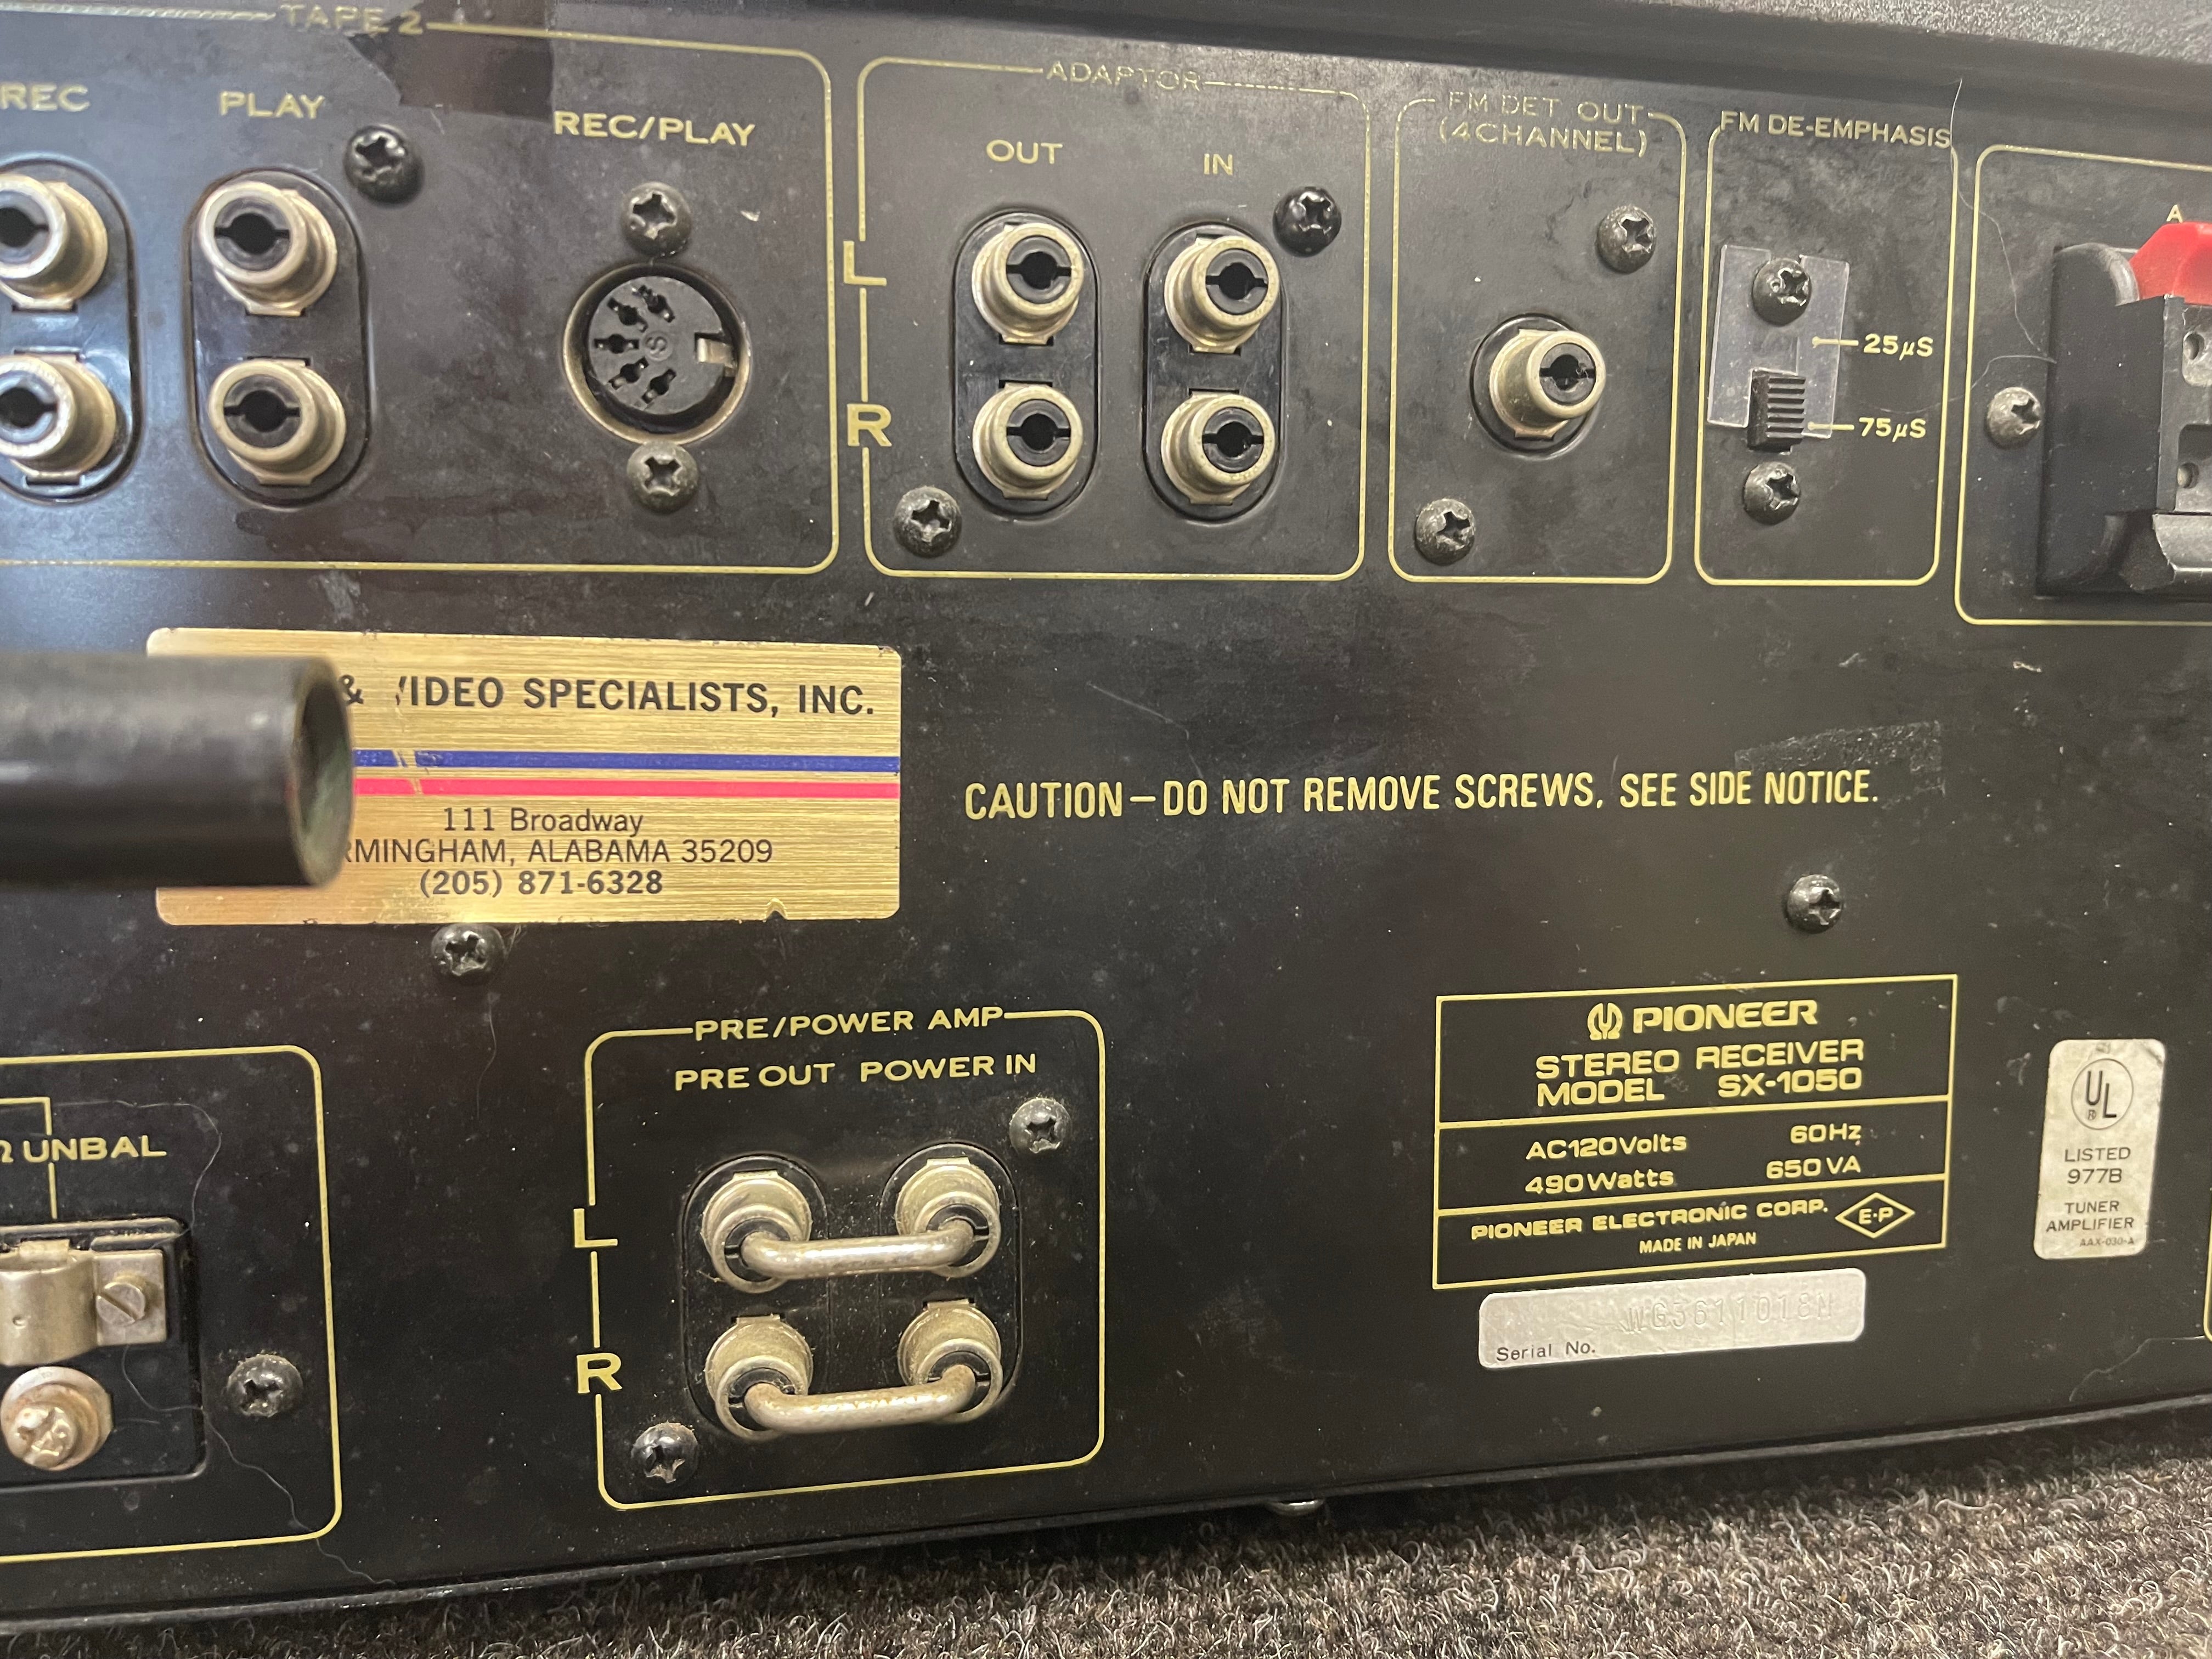 TAPE 2
REC
PLAY
REC/PLAY
ADAPTOR
OUT
IN
L
R
FM DET OUT
(4CHANNEL)
FM DE-EMPHASIS
25μS
75μS
A
& VIDEO SPECIALISTS, INC.
111 Broadway
RMINGHAM, ALABAMA 35209
(205) 871-6328
CAUTION—DO NOT REMOVE SCREWS, SEE SIDE NOTICE.
Ω UNBAL
PRE/POWER AMP
PRE OUT POWER IN
L
R
PIONEER
STEREO RECEIVER
MODEL SX-1050
AC120Volts 60Hz
490Watts 650VA
PIONEER ELECTRONIC CORP. E-P
MADE IN JAPAN
WG3611018M
Serial No.
UL
®
LISTED
977B
TUNER
AMPLIFIER
AAX-030-A